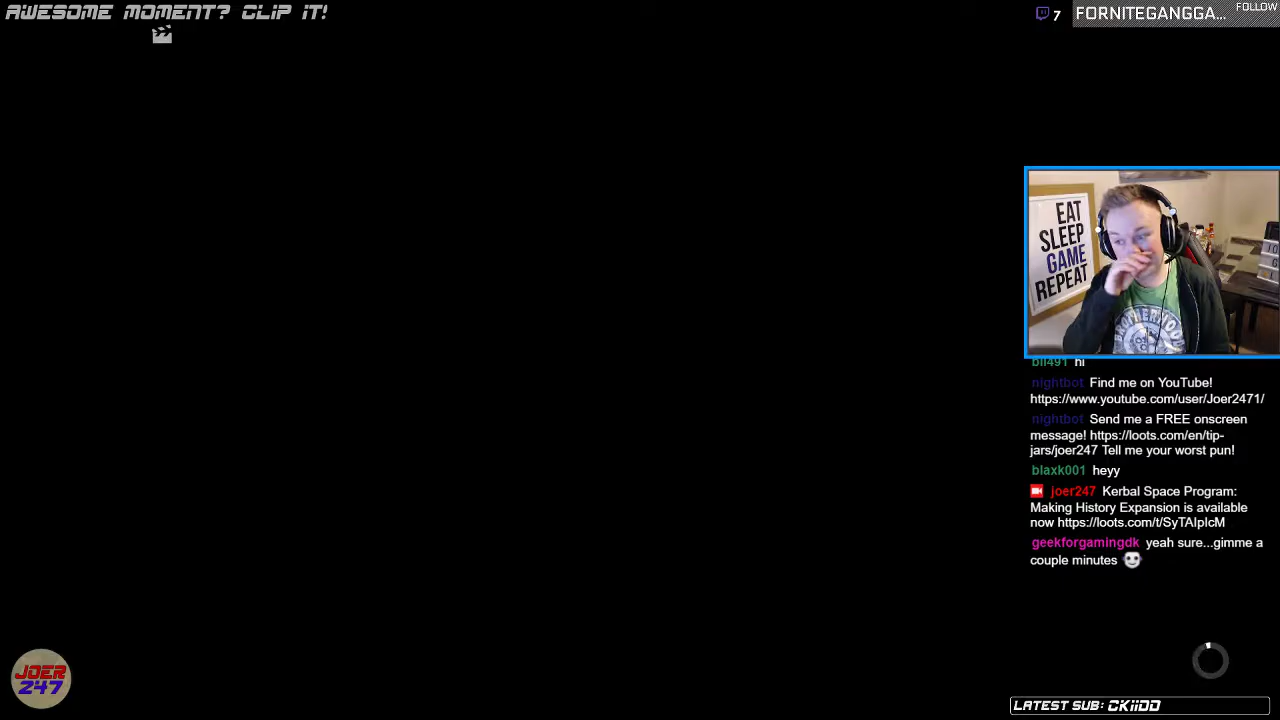 AWESOME MOMENT? CLIP IT!
7
FORNITEGANGGA...
FOLLOW
EAT
SLEEP
GAME
REPEAT
BROTHERHOOD
bll491 hi
nightbot Find me on YouTube!
https://www.youtube.com/user/Joer2471/
nightbot Send me a FREE onscreen
message! https://loots.com/en/tip-
jars/joer247 Tell me your worst pun!
blaxk001 heyy
joer247 Kerbal Space Program:
Making History Expansion is available
now https://loots.com/t/SyTAIpIcM
geekforgamingdk yeah sure...gimme a
couple minutes
JOER
247
LATEST SUB: CKIIDD